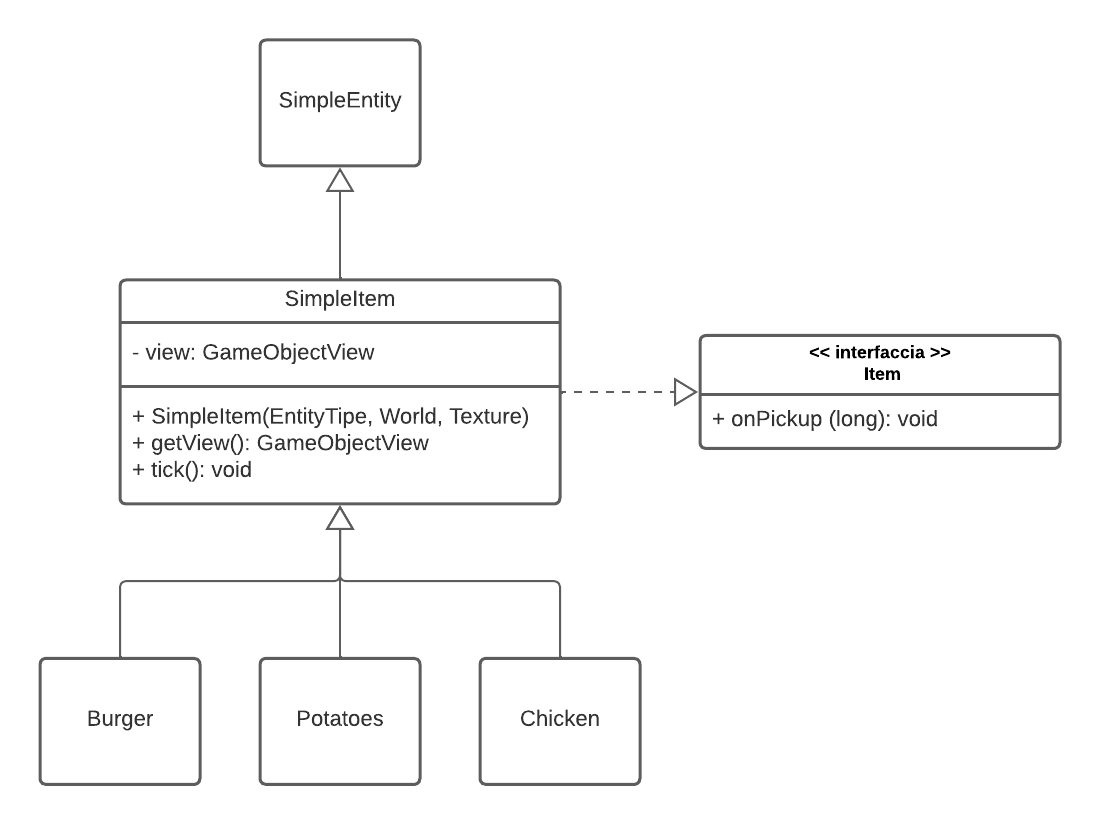 SimpleEntity
SimpleItem
- view: GameObjectView
+ SimpleItem(EntityTipe, World, Texture)
+ getView(): GameObjectView
+ tick(): void
<< interfaccia >>
Item
+ onPickup (long): void
Burger
Potatoes
Chicken